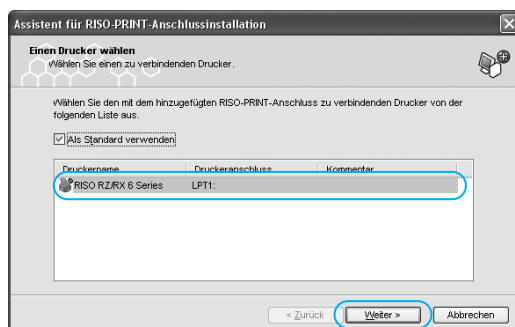 Assistent für RISO-PRINT-Anschlussinstallation
Einen Drucker wählen
Wählen Sie einen zu verbindenden Drucker.
Wählen Sie den mit dem hinzugefügten RISO-PRINT-Anschluss zu verbindenden Drucker von der
folgenden Liste aus.
Als Standard verwenden
Druckername Druckeranschluss Kommentar
RISO RZ/RX 6 Series LPT1:
< Zurück Weiter > Abbrechen